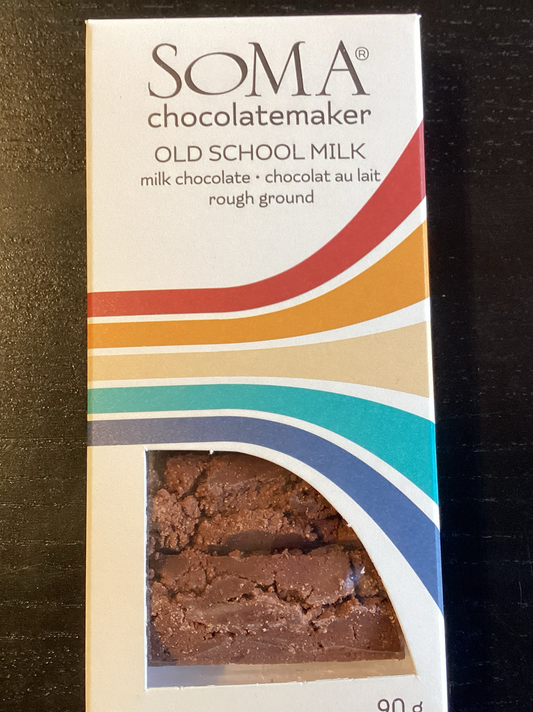 SOMA®
chocolatemaker
OLD SCHOOL MILK
milk chocolate • chocolat au lait
rough ground
90 g